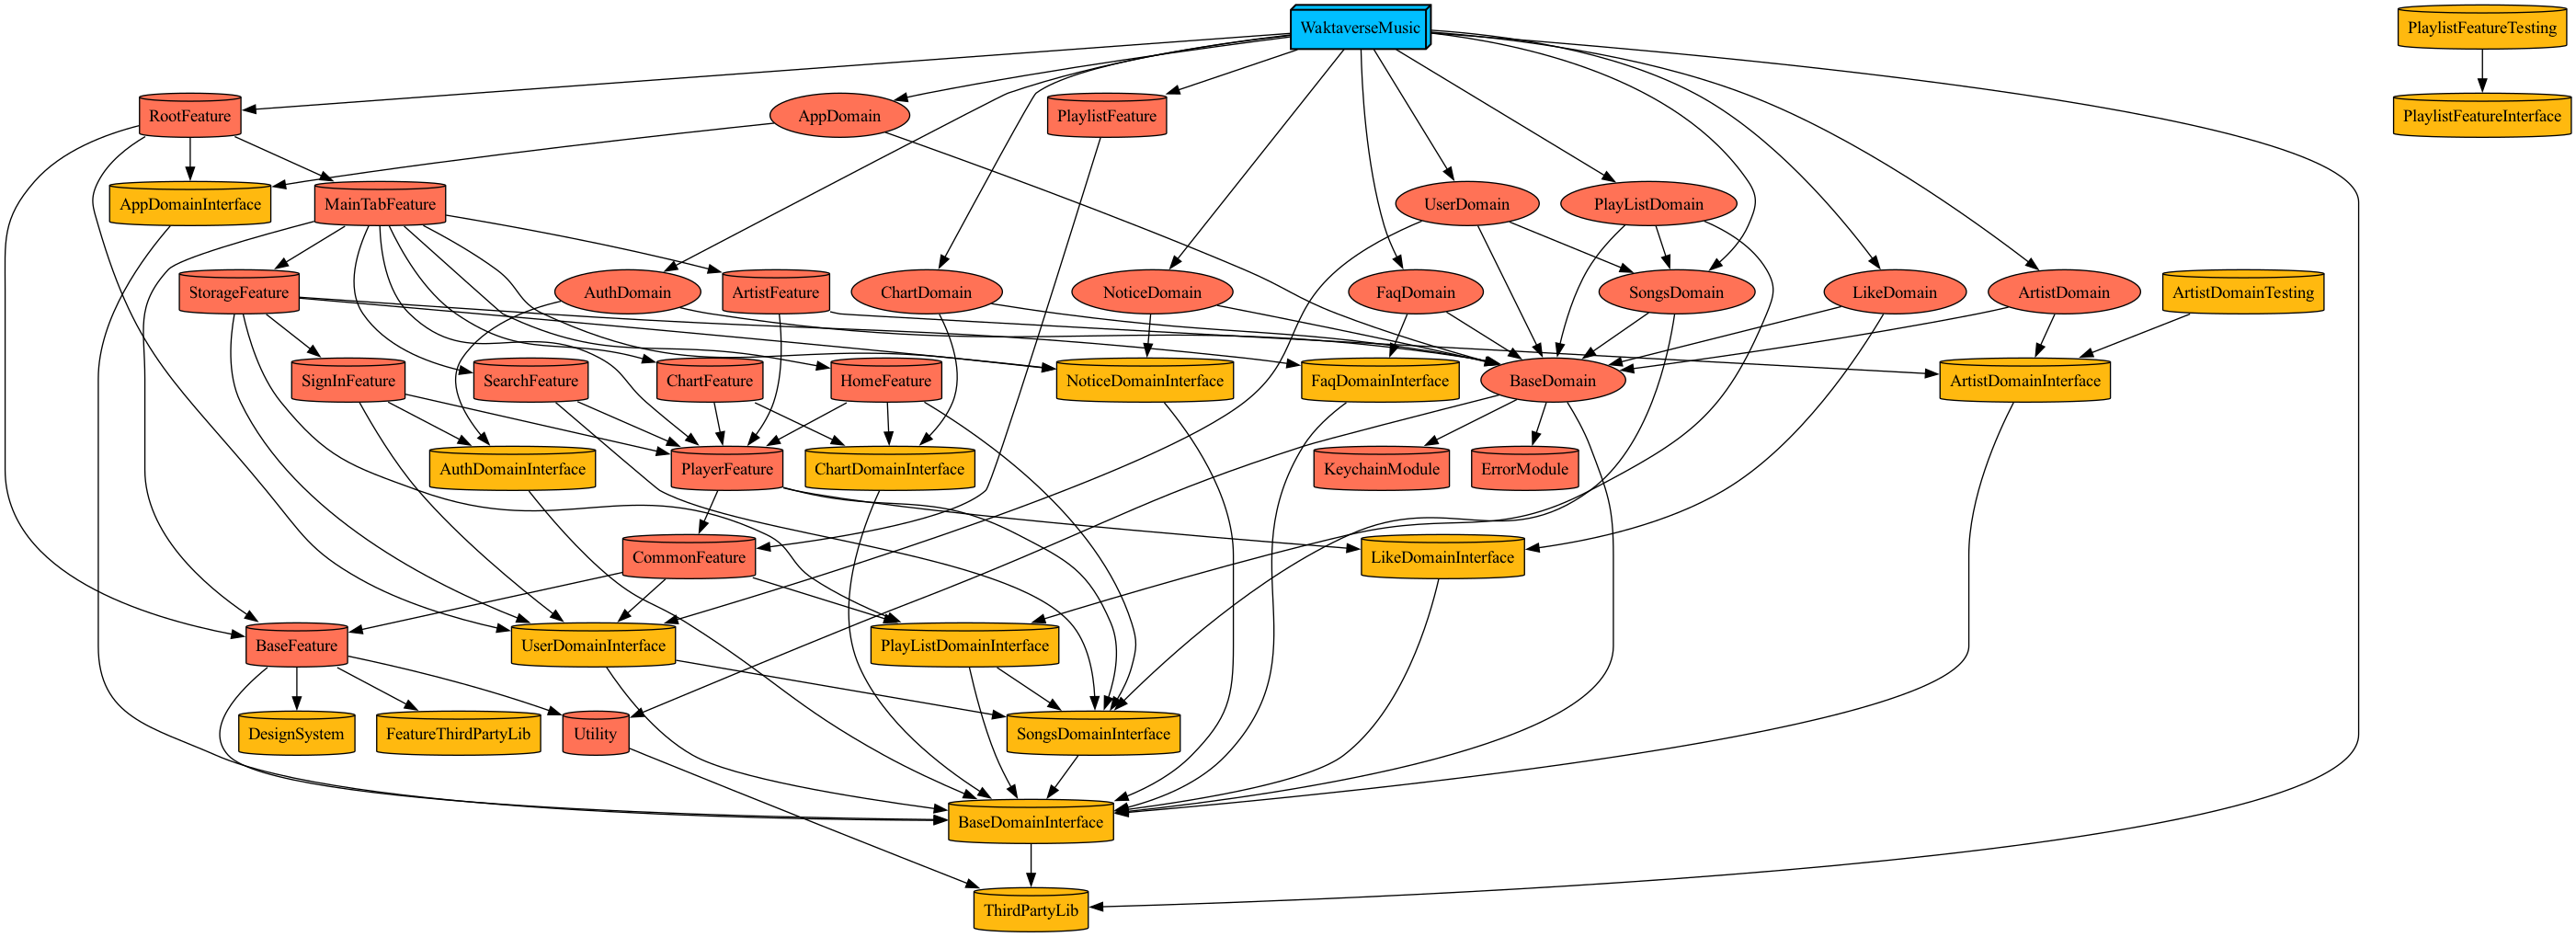 WaktaverseMusic
PlaylistFeatureTesting
RootFeature
AppDomain
PlaylistFeature
PlaylistFeatureInterface
AppDomainInterface
MainTabFeature
UserDomain
PlayListDomain
StorageFeature
AuthDomain
ArtistFeature
ChartDomain
NoticeDomain
FaqDomain
SongsDomain
LikeDomain
ArtistDomain
ArtistDomainTesting
SignInFeature
SearchFeature
ChartFeature
HomeFeature
NoticeDomainInterface
FaqDomainInterface
BaseDomain
ArtistDomainInterface
AuthDomainInterface
PlayerFeature
ChartDomainInterface
KeychainModule
ErrorModule
CommonFeature
LikeDomainInterface
BaseFeature
UserDomainInterface
PlayListDomainInterface
DesignSystem
FeatureThirdPartyLib
Utility
SongsDomainInterface
BaseDomainInterface
ThirdPartyLib